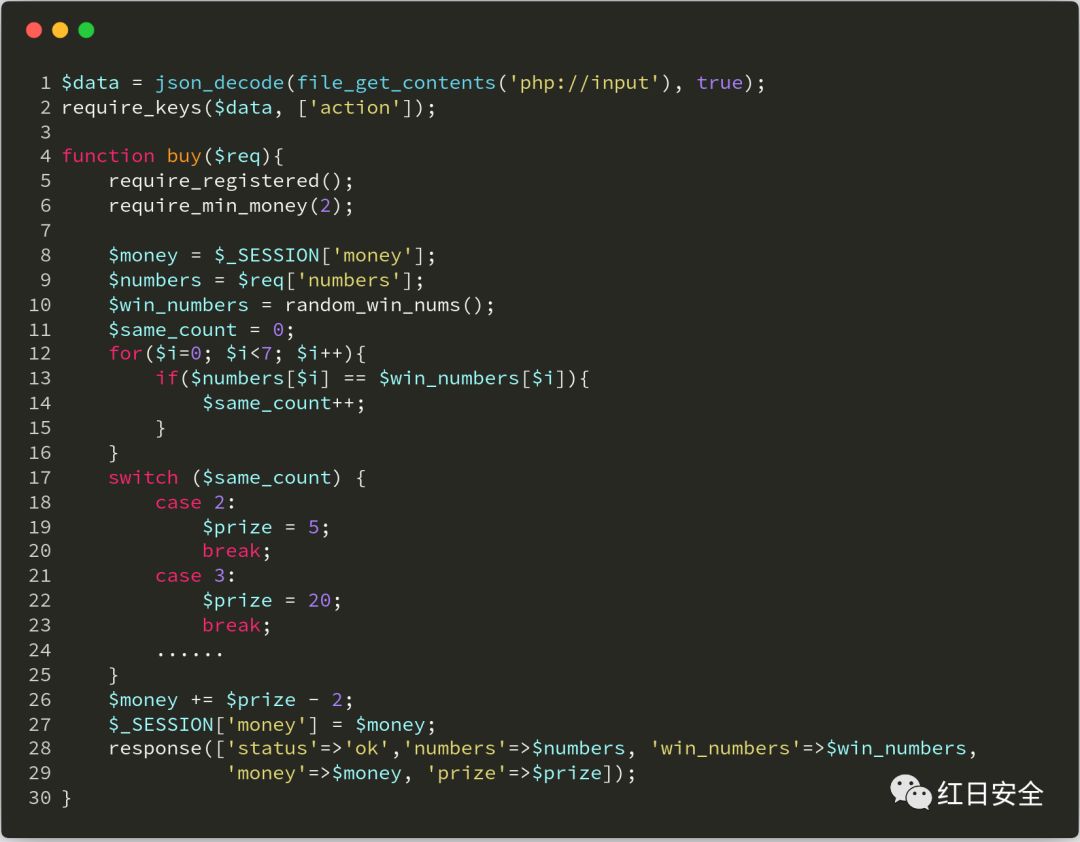 1 $data = json_decode(file_get_contents('php://input'), true);
2 require_keys($data, ['action']);
3
4 function buy($req){
5     require_registered();
6     require_min_money(2);
7
8     $money = $_SESSION['money'];
9     $numbers = $req['numbers'];
10     $win_numbers = random_win_nums();
11     $same_count = 0;
12     for($i=0; $i<7; $i++){
13         if($numbers[$i] == $win_numbers[$i]){
14             $same_count++;
15         }
16     }
17     switch ($same_count) {
18         case 2:
19             $prize = 5;
20             break;
21         case 3:
22             $prize = 20;
23             break;
24         ......
25     }
26     $money += $prize - 2;
27     $_SESSION['money'] = $money;
28     response(['status'=>'ok','numbers'=>$numbers, 'win_numbers'=>$win_numbers,
29               'money'=>$money, 'prize'=>$prize]);
30 }
红日安全